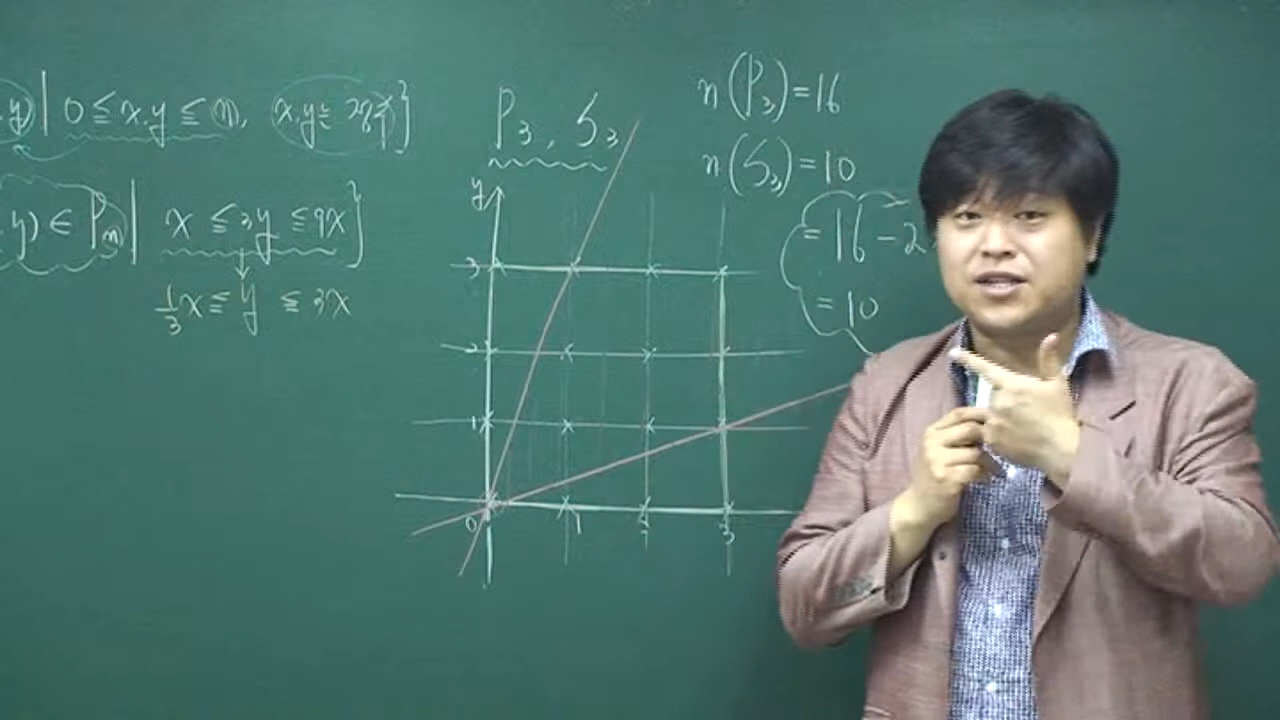 y) | 0 ≤ x, y ≤ n, x, y는 정수}
y) ∈ Pₙ | x ≤ 3y ≤ 9x}
⅓x ≤ y ≤ 3x
P₃, S₃
y
3
2
1
0 1 2 3
n(P₃) = 16
n(S₃) = 10
= 16 - 2
= 10